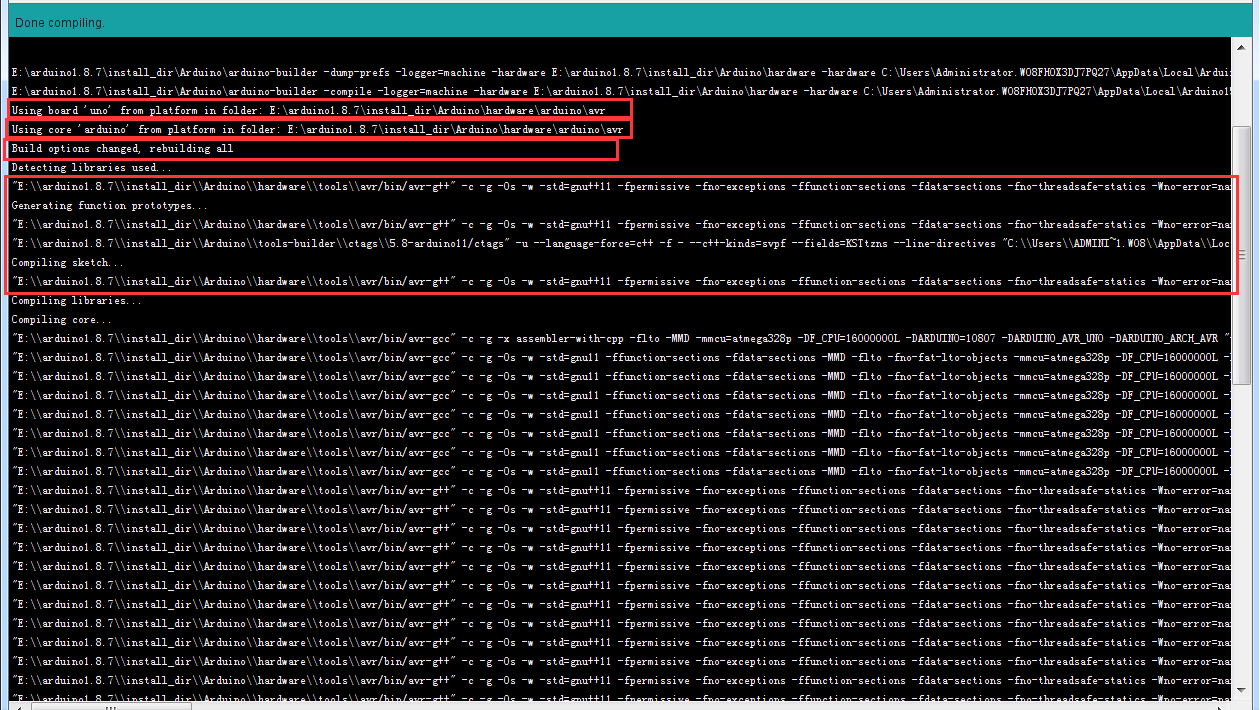 Done compiling.
E:\arduino1.8.7\install_dir\Arduino\arduino-builder -dump-prefs -logger=machine -hardware E:\arduino1.8.7\install_dir\Arduino\hardware -hardware C:\Users\Administrator.WO8FHOX3DJ7PQ27\AppData\Local\Ardui
E:\arduino1.8.7\install_dir\Arduino\arduino-builder -compile -logger=machine -hardware E:\arduino1.8.7\install_dir\Arduino\hardware -hardware C:\Users\Administrator.WO8FHOX3DJ7PQ27\AppData\Local\Arduino15
Using board 'uno' from platform in folder: E:\arduino1.8.7\install_dir\Arduino\hardware\arduino\avr
Using core 'arduino' from platform in folder: E:\arduino1.8.7\install_dir\Arduino\hardware\arduino\avr
Build options changed, rebuilding all
Detecting libraries used...
"E:\\arduino1.8.7\\install_dir\\Arduino\\hardware\\tools\\avr/bin/avr-g++" -c -g -Os -w -std=gnu++11 -fpermissive -fno-exceptions -ffunction-sections -fdata-sections -fno-threadsafe-statics -Wno-error=na
Generating function prototypes...
"E:\\arduino1.8.7\\install_dir\\Arduino\\hardware\\tools\\avr/bin/avr-g++" -c -g -Os -w -std=gnu++11 -fpermissive -fno-exceptions -ffunction-sections -fdata-sections -fno-threadsafe-statics -Wno-error=na
"E:\\arduino1.8.7\\install_dir\\Arduino\\tools-builder\\ctags\\5.8-arduino11/ctags" -u --language-force=c++ -f - --c++-kinds=svpf --fields=KSTtzns --line-directives "C:\\Users\\ADMINI~1.WO8\\AppData\\Loc
Compiling sketch...
"E:\\arduino1.8.7\\install_dir\\Arduino\\hardware\\tools\\avr/bin/avr-g++" -c -g -Os -w -std=gnu++11 -fpermissive -fno-exceptions -ffunction-sections -fdata-sections -fno-threadsafe-statics -Wno-error=na
Compiling libraries...
Compiling core...
"E:\\arduino1.8.7\\install_dir\\Arduino\\hardware\\tools\\avr/bin/avr-gcc" -c -g -x assembler-with-cpp -flto -MMD -mmcu=atmega328p -DF_CPU=16000000L -DARDUINO=10807 -DARDUINO_AVR_UNO -DARDUINO_ARCH_AVR "
"E:\\arduino1.8.7\\install_dir\\Arduino\\hardware\\tools\\avr/bin/avr-gcc" -c -g -Os -w -std=gnu11 -ffunction-sections -fdata-sections -MMD -flto -fno-fat-lto-objects -mmcu=atmega328p -DF_CPU=16000000L -
"E:\\arduino1.8.7\\install_dir\\Arduino\\hardware\\tools\\avr/bin/avr-gcc" -c -g -Os -w -std=gnu11 -ffunction-sections -fdata-sections -MMD -flto -fno-fat-lto-objects -mmcu=atmega328p -DF_CPU=16000000L -
"E:\\arduino1.8.7\\install_dir\\Arduino\\hardware\\tools\\avr/bin/avr-gcc" -c -g -Os -w -std=gnu11 -ffunction-sections -fdata-sections -MMD -flto -fno-fat-lto-objects -mmcu=atmega328p -DF_CPU=16000000L -
"E:\\arduino1.8.7\\install_dir\\Arduino\\hardware\\tools\\avr/bin/avr-gcc" -c -g -Os -w -std=gnu11 -ffunction-sections -fdata-sections -MMD -flto -fno-fat-lto-objects -mmcu=atmega328p -DF_CPU=16000000L -
"E:\\arduino1.8.7\\install_dir\\Arduino\\hardware\\tools\\avr/bin/avr-gcc" -c -g -Os -w -std=gnu11 -ffunction-sections -fdata-sections -MMD -flto -fno-fat-lto-objects -mmcu=atmega328p -DF_CPU=16000000L -
"E:\\arduino1.8.7\\install_dir\\Arduino\\hardware\\tools\\avr/bin/avr-gcc" -c -g -Os -w -std=gnu11 -ffunction-sections -fdata-sections -MMD -flto -fno-fat-lto-objects -mmcu=atmega328p -DF_CPU=16000000L -
"E:\\arduino1.8.7\\install_dir\\Arduino\\hardware\\tools\\avr/bin/avr-gcc" -c -g -Os -w -std=gnu11 -ffunction-sections -fdata-sections -MMD -flto -fno-fat-lto-objects -mmcu=atmega328p -DF_CPU=16000000L -
"E:\\arduino1.8.7\\install_dir\\Arduino\\hardware\\tools\\avr/bin/avr-g++" -c -g -Os -w -std=gnu++11 -fpermissive -fno-exceptions -ffunction-sections -fdata-sections -fno-threadsafe-statics -Wno-error=na
"E:\\arduino1.8.7\\install_dir\\Arduino\\hardware\\tools\\avr/bin/avr-g++" -c -g -Os -w -std=gnu++11 -fpermissive -fno-exceptions -ffunction-sections -fdata-sections -fno-threadsafe-statics -Wno-error=na
"E:\\arduino1.8.7\\install_dir\\Arduino\\hardware\\tools\\avr/bin/avr-g++" -c -g -Os -w -std=gnu++11 -fpermissive -fno-exceptions -ffunction-sections -fdata-sections -fno-threadsafe-statics -Wno-error=na
"E:\\arduino1.8.7\\install_dir\\Arduino\\hardware\\tools\\avr/bin/avr-g++" -c -g -Os -w -std=gnu++11 -fpermissive -fno-exceptions -ffunction-sections -fdata-sections -fno-threadsafe-statics -Wno-error=na
"E:\\arduino1.8.7\\install_dir\\Arduino\\hardware\\tools\\avr/bin/avr-g++" -c -g -Os -w -std=gnu++11 -fpermissive -fno-exceptions -ffunction-sections -fdata-sections -fno-threadsafe-statics -Wno-error=na
"E:\\arduino1.8.7\\install_dir\\Arduino\\hardware\\tools\\avr/bin/avr-g++" -c -g -Os -w -std=gnu++11 -fpermissive -fno-exceptions -ffunction-sections -fdata-sections -fno-threadsafe-statics -Wno-error=na
"E:\\arduino1.8.7\\install_dir\\Arduino\\hardware\\tools\\avr/bin/avr-g++" -c -g -Os -w -std=gnu++11 -fpermissive -fno-exceptions -ffunction-sections -fdata-sections -fno-threadsafe-statics -Wno-error=na
"E:\\arduino1.8.7\\install_dir\\Arduino\\hardware\\tools\\avr/bin/avr-g++" -c -g -Os -w -std=gnu++11 -fpermissive -fno-exceptions -ffunction-sections -fdata-sections -fno-threadsafe-statics -Wno-error=na
"E:\\arduino1.8.7\\install_dir\\Arduino\\hardware\\tools\\avr/bin/avr-g++" -c -g -Os -w -std=gnu++11 -fpermissive -fno-exceptions -ffunction-sections -fdata-sections -fno-threadsafe-statics -Wno-error=na
"E:\\arduino1.8.7\\install_dir\\Arduino\\hardware\\tools\\avr/bin/avr-g++" -c -g -Os -w -std=gnu++11 -fpermissive -fno-exceptions -ffunction-sections -fdata-sections -fno-threadsafe-statics -Wno-error=na
"E:\\arduino1.8.7\\install_dir\\Arduino\\hardware\\tools\\avr/bin/avr-g++" -c -g -Os -w -std=gnu++11 -fpermissive -fno-exceptions -ffunction-sections -fdata-sections -fno-threadsafe-statics -Wno-error=na
"E:\\arduino1.8.7\\install_dir\\Arduino\\hardware\\tools\\avr/bin/avr-g++" -c -g -Os -w -std=gnu++11 -fpermissive -fno-exceptions -ffunction-sections -fdata-sections -fno-threadsafe-statics -Wno-error=na